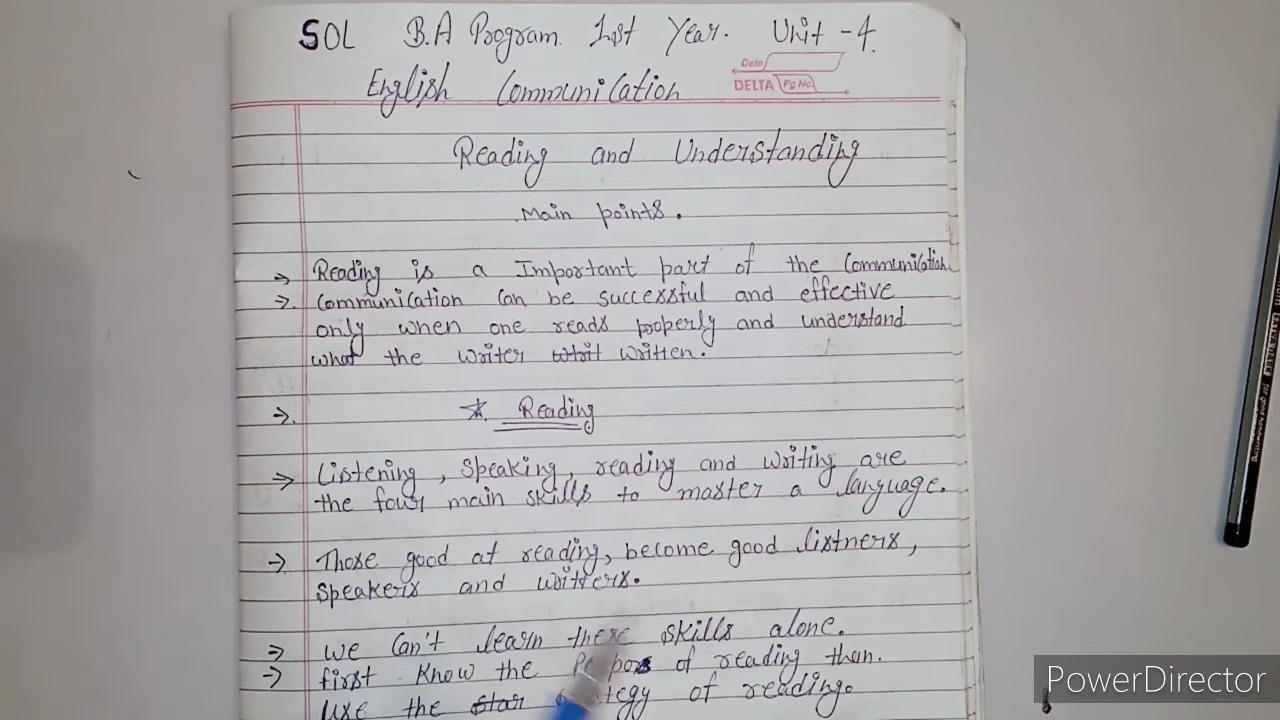 SOL B.A Program 1st Year. Unit - 4.
Date
DELTA Pg No.
English Communication
Reading and Understanding
Main points.
→ Reading is a Important part of the Communication
→ Communication can be successful and effective
only when one reads properly and understand
what the writer written.
→ * Reading
→ Listening, Speaking, reading and writing are
the four main skills to master a language.
→ Those good at reading, become good listners,
speakers and writters.
→ we can't learn these skills alone.
→ first know the of reading than.
use the of reading.
PowerDirector